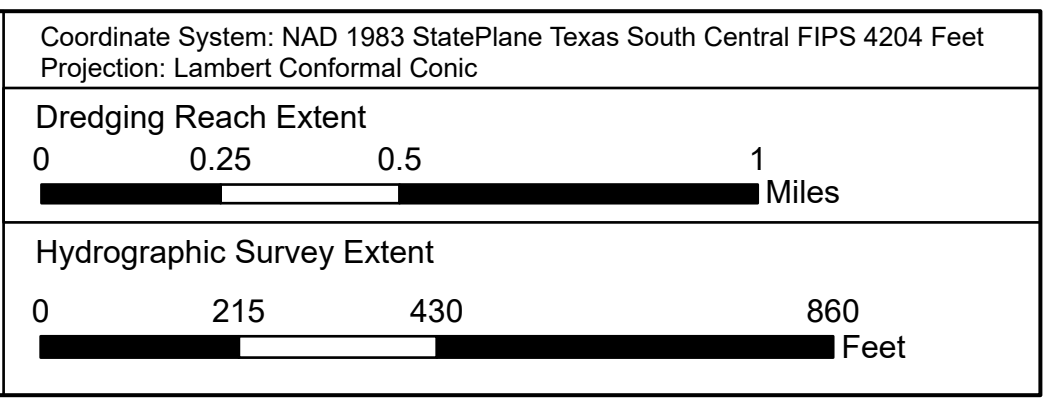 Coordinate System: NAD 1983 StatePlane Texas South Central FIPS 4204 Feet
Projection: Lambert Conformal Conic
Dredging Reach Extent
0 0.25 0.5 1
Miles
Hydrographic Survey Extent
0 215 430 860
Feet